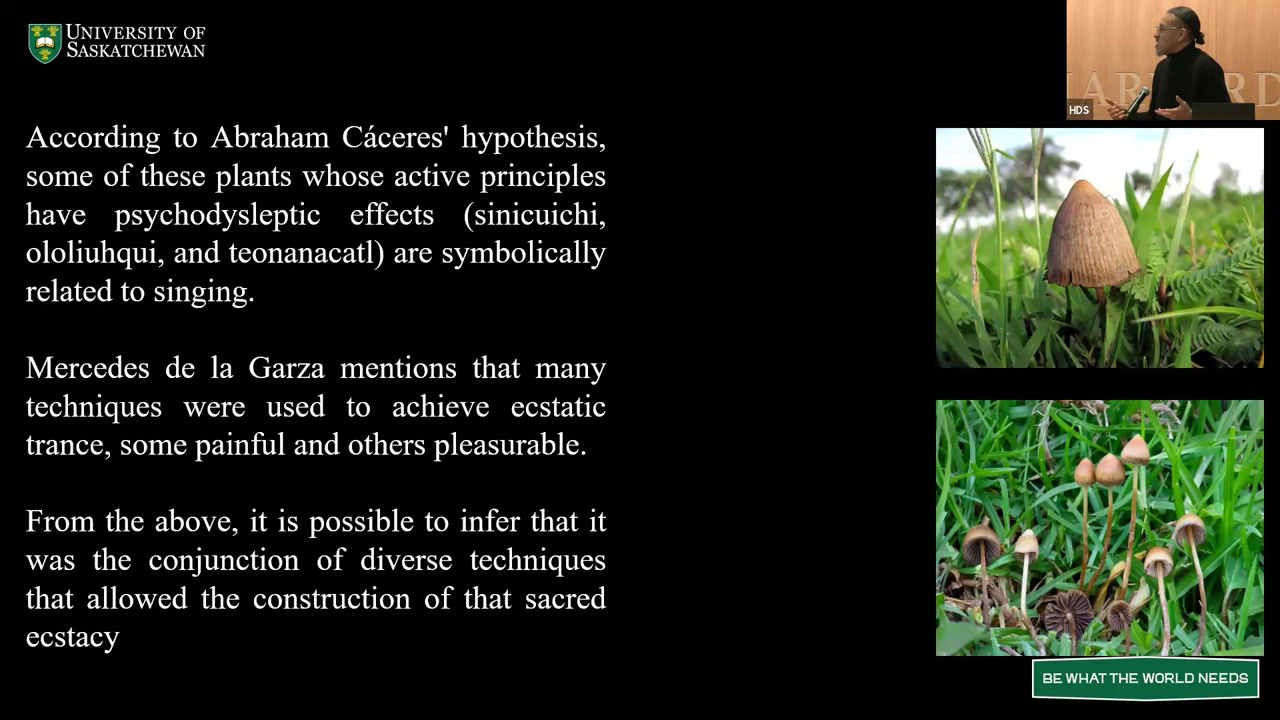 UNIVERSITY OF
SASKATCHEWAN
HARVARD
HDS
According to Abraham Cáceres' hypothesis,
some of these plants whose active principles
have psychodysleptic effects (sinicuichi,
ololiuhqui, and teonanacatl) are symbolically
related to singing.
Mercedes de la Garza mentions that many
techniques were used to achieve ecstatic
trance, some painful and others pleasurable.
From the above, it is possible to infer that it
was the conjunction of diverse techniques
that allowed the construction of that sacred
ecstacy
BE WHAT THE WORLD NEEDS